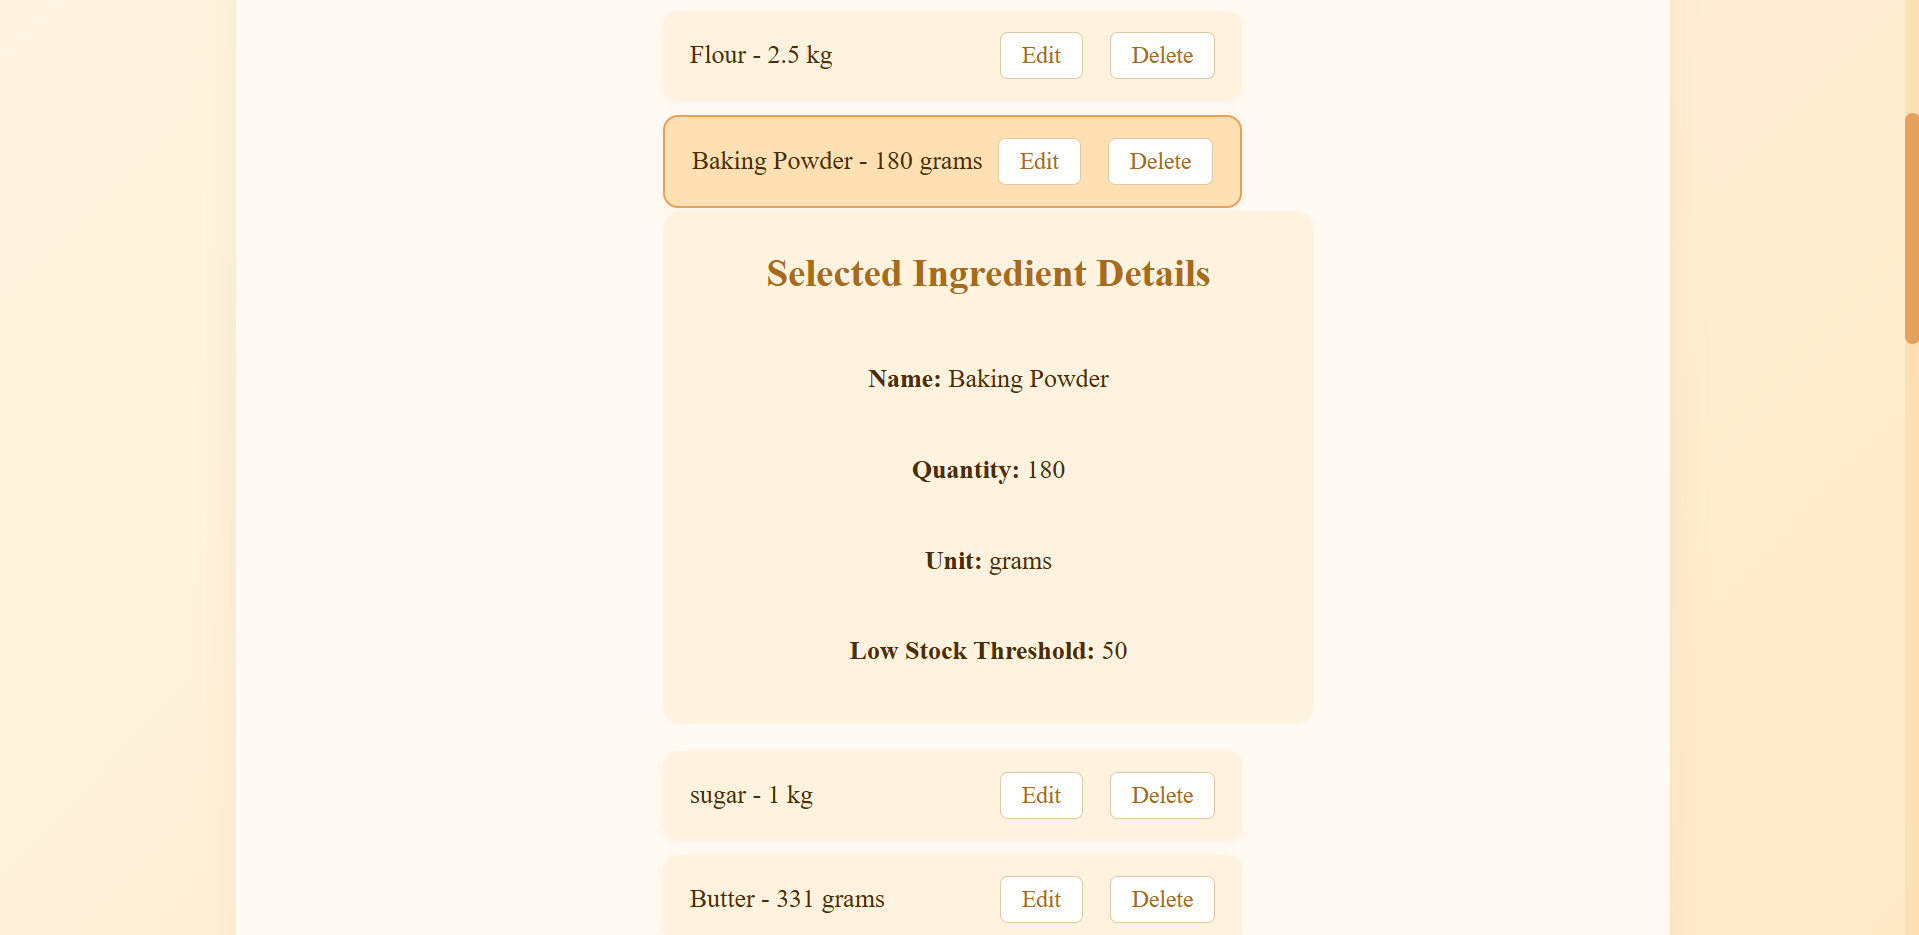 Flour - 2.5 kg Edit Delete
Baking Powder - 180 grams Edit Delete
Selected Ingredient Details
Name: Baking Powder
Quantity: 180
Unit: grams
Low Stock Threshold: 50
sugar - 1 kg Edit Delete
Butter - 331 grams Edit Delete